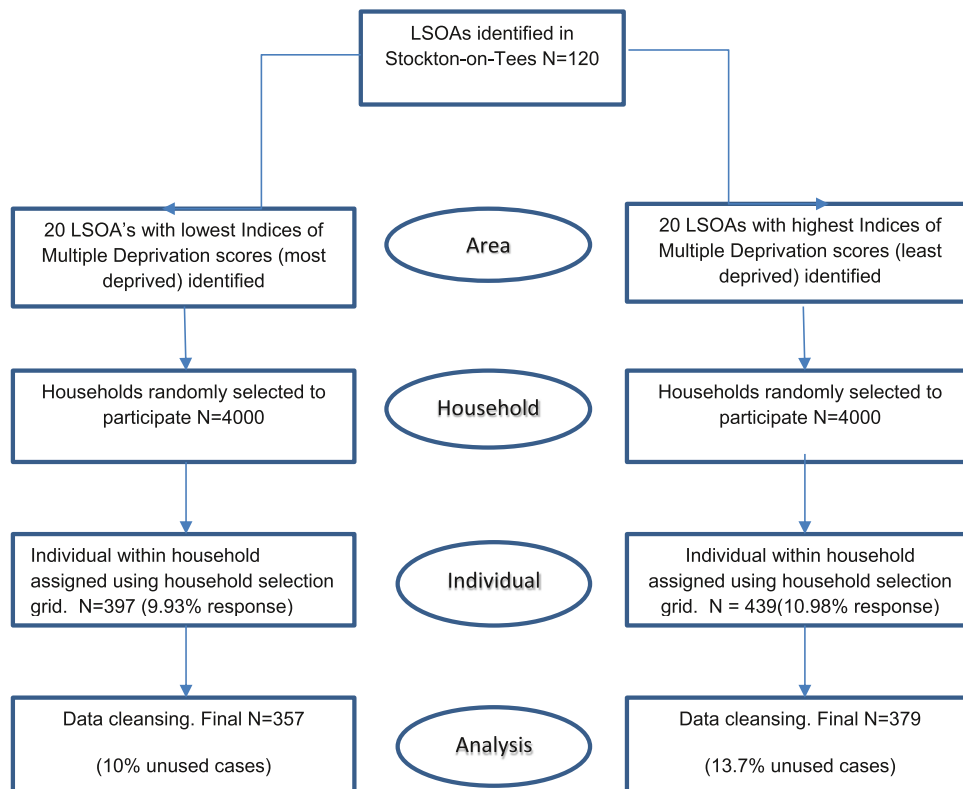 LSOAs identified in
Stockton-on-Tees N=120
20 LSOA's with lowest Indices of
Multiple Deprivation scores (most
deprived) identified
Area
20 LSOAs with highest Indices of
Multiple Deprivation scores (least
deprived) identified
Households randomly selected to
participate N=4000
Household
Households randomly selected to
participate N=4000
Individual within household
assigned using household selection
grid. N=397 (9.93% response)
Individual
Individual within household
assigned using household selection
grid. N = 439(10.98% response)
Data cleansing. Final N=357
(10% unused cases)
Analysis
Data cleansing. Final N=379
(13.7% unused cases)